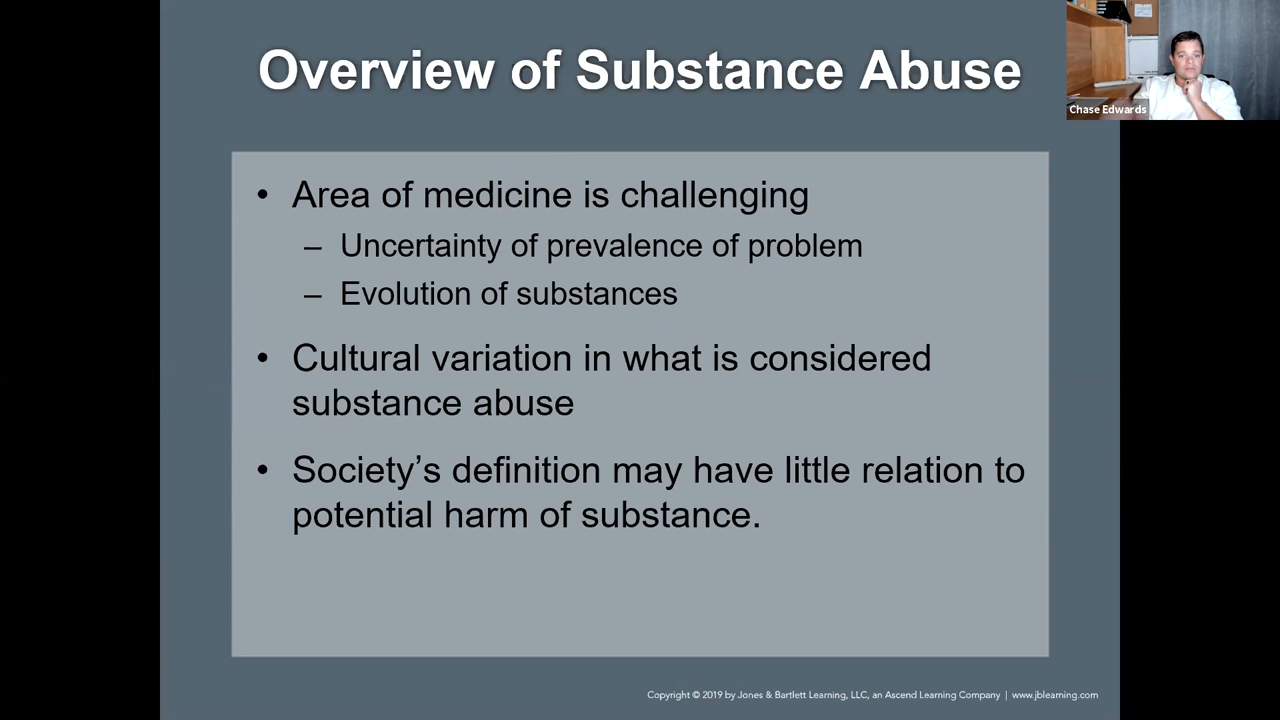 Overview of Substance Abuse
Chase Edwards
• Area of medicine is challenging
– Uncertainty of prevalence of problem
– Evolution of substances
• Cultural variation in what is considered
substance abuse
• Society’s definition may have little relation to
potential harm of substance.
Copyright © 2019 by Jones & Bartlett Learning, LLC, an Ascend Learning Company | www.jblearning.com